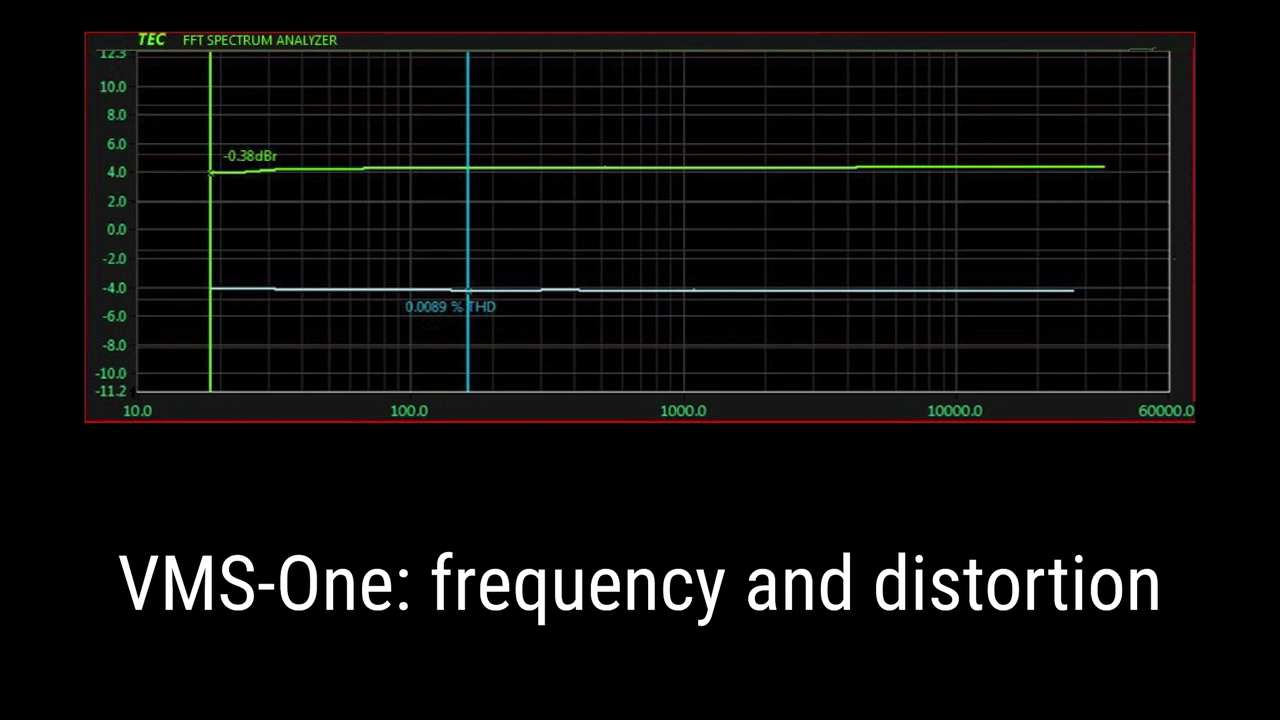 TEC FFT SPECTRUM ANALYZER
12.3
10.0
8.0
6.0
-0.38dBr
4.0
2.0
0.0
-2.0
-4.0
0.0089 % THD
-6.0
-8.0
-10.0
-11.2
10.0 100.0 1000.0 10000.0 60000.0
VMS-One: frequency and distortion